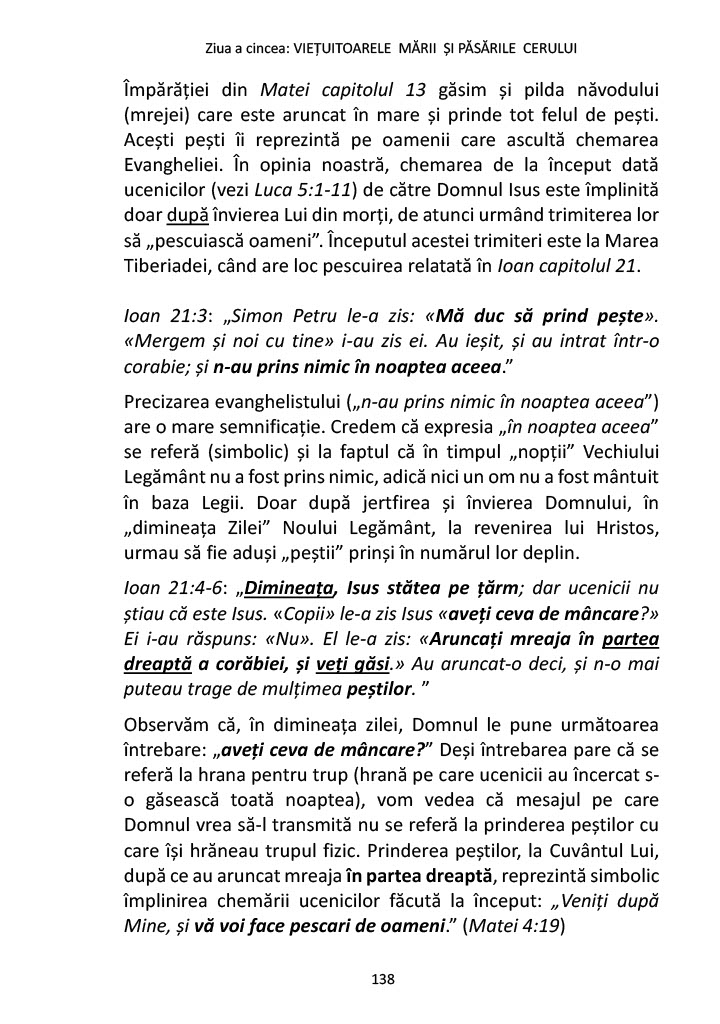 Ziua a cincea: VIEȚUITOARELE MĂRII ȘI PĂSĂRILE CERULUI
Împărăției din Matei capitolul 13 găsim și pilda năvodului
(mrejei) care este aruncat în mare și prinde tot felul de pești.
Acești pești îi reprezintă pe oamenii care ascultă chemarea
Evangheliei. În opinia noastră, chemarea de la început dată
ucenicilor (vezi Luca 5:1-11) de către Domnul Isus este împlinită
doar după învierea Lui din morți, de atunci urmând trimiterea lor
să „pescuiască oameni”. Începutul acestei trimiteri este la Marea
Tiberiadei, când are loc pescuirea relatată în Ioan capitolul 21.
Ioan 21:3: „Simon Petru le-a zis: «Mă duc să prind pește».
«Mergem și noi cu tine» i-au zis ei. Au ieșit, și au intrat într-o
corabie; și n-au prins nimic în noaptea aceea.”
Precizarea evanghelistului („n-au prins nimic în noaptea aceea”)
are o mare semnificație. Credem că expresia „în noaptea aceea”
se referă (simbolic) și la faptul că în timpul „nopții” Vechiului
Legământ nu a fost prins nimic, adică nici un om nu a fost mântuit
în baza Legii. Doar după jertfirea și învierea Domnului, în
„dimineața Zilei” Noului Legământ, la revenirea lui Hristos,
urmau să fie aduși „peștii” prinși în numărul lor deplin.
Ioan 21:4-6: „Dimineața, Isus stătea pe țărm; dar ucenicii nu
știau că este Isus. «Copii» le-a zis Isus «aveți ceva de mâncare?»
Ei i-au răspuns: «Nu». El le-a zis: «Aruncați mreaja în partea
dreaptă a corăbiei, și veți găsi.» Au aruncat-o deci, și n-o mai
puteau trage de mulțimea peștilor. ”
Observăm că, în dimineața zilei, Domnul le pune următoarea
întrebare: „aveți ceva de mâncare?” Deși întrebarea pare că se
referă la hrana pentru trup (hrană pe care ucenicii au încercat s-
o găsească toată noaptea), vom vedea că mesajul pe care
Domnul vrea să-l transmită nu se referă la prinderea peștilor cu
care își hrăneau trupul fizic. Prinderea peștilor, la Cuvântul Lui,
după ce au aruncat mreaja în partea dreaptă, reprezintă simbolic
împlinirea chemării ucenicilor făcută la început: „Veniți după
Mine, și vă voi face pescari de oameni.” (Matei 4:19)
138